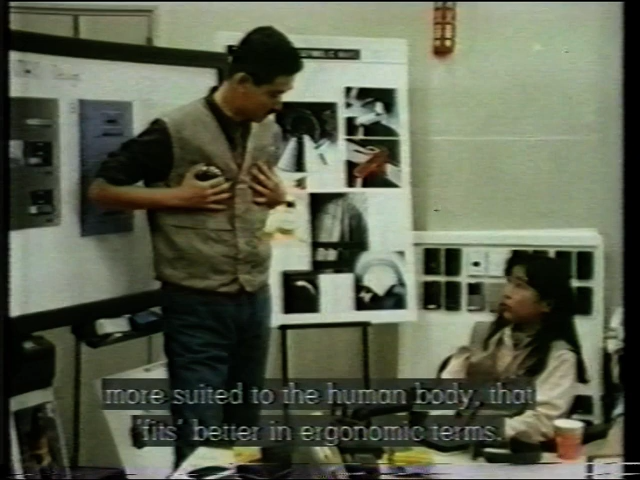 more suited to the human body, that
'fits' better in ergonomic terms.